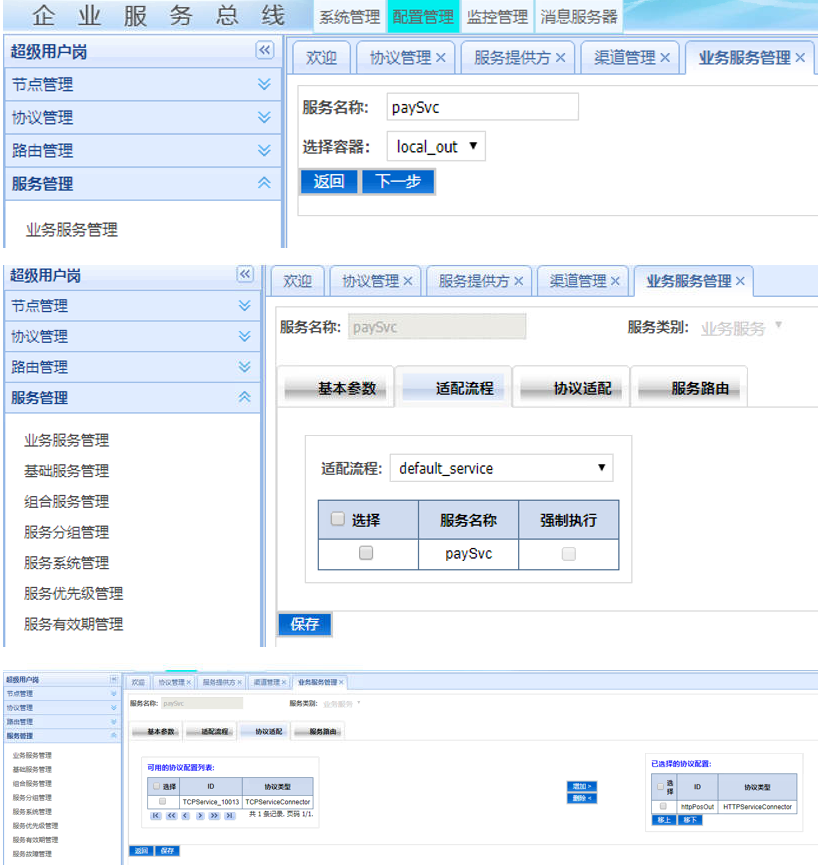 企业服务总线 系统管理 配置管理 监控管理 消息服务器
超级用户岗
节点管理
协议管理
路由管理
服务管理
业务服务管理
欢迎 协议管理 × 服务提供方 × 渠道管理 × 业务服务管理 ×
服务名称: paySvc
选择容器: local_out
返回 下一步
超级用户岗
节点管理
协议管理
路由管理
服务管理
业务服务管理
基础服务管理
组合服务管理
服务分组管理
服务系统管理
服务优先级管理
服务有效期管理
欢迎 协议管理 × 服务提供方 × 渠道管理 × 业务服务管理 ×
服务名称: paySvc 服务类别: 业务服务
基本参数 适配流程 协议适配 服务路由
适配流程: default_service
选择 服务名称 强制执行
paySvc
保存
超级用户岗
节点管理
协议管理
路由管理
服务管理
业务服务管理
基础服务管理
组合服务管理
服务分组管理
服务系统管理
服务优先级管理
服务有效期管理
服务故障管理
欢迎 协议管理 × 服务提供方 × 渠道管理 × 业务服务管理 ×
服务名称: paySvc 服务类别: 业务服务
基本参数 适配流程 协议适配 服务路由
可用的协议配置列表:
选择 ID 协议类型
TCPService_10013 TCPServiceConnector
共 1 条记录, 页码 1/1.
增加 >
删除 <
已选择的协议配置:
选择 ID 协议类型
httpPosOut HTTPServiceConnector
移上 移下
返回 保存